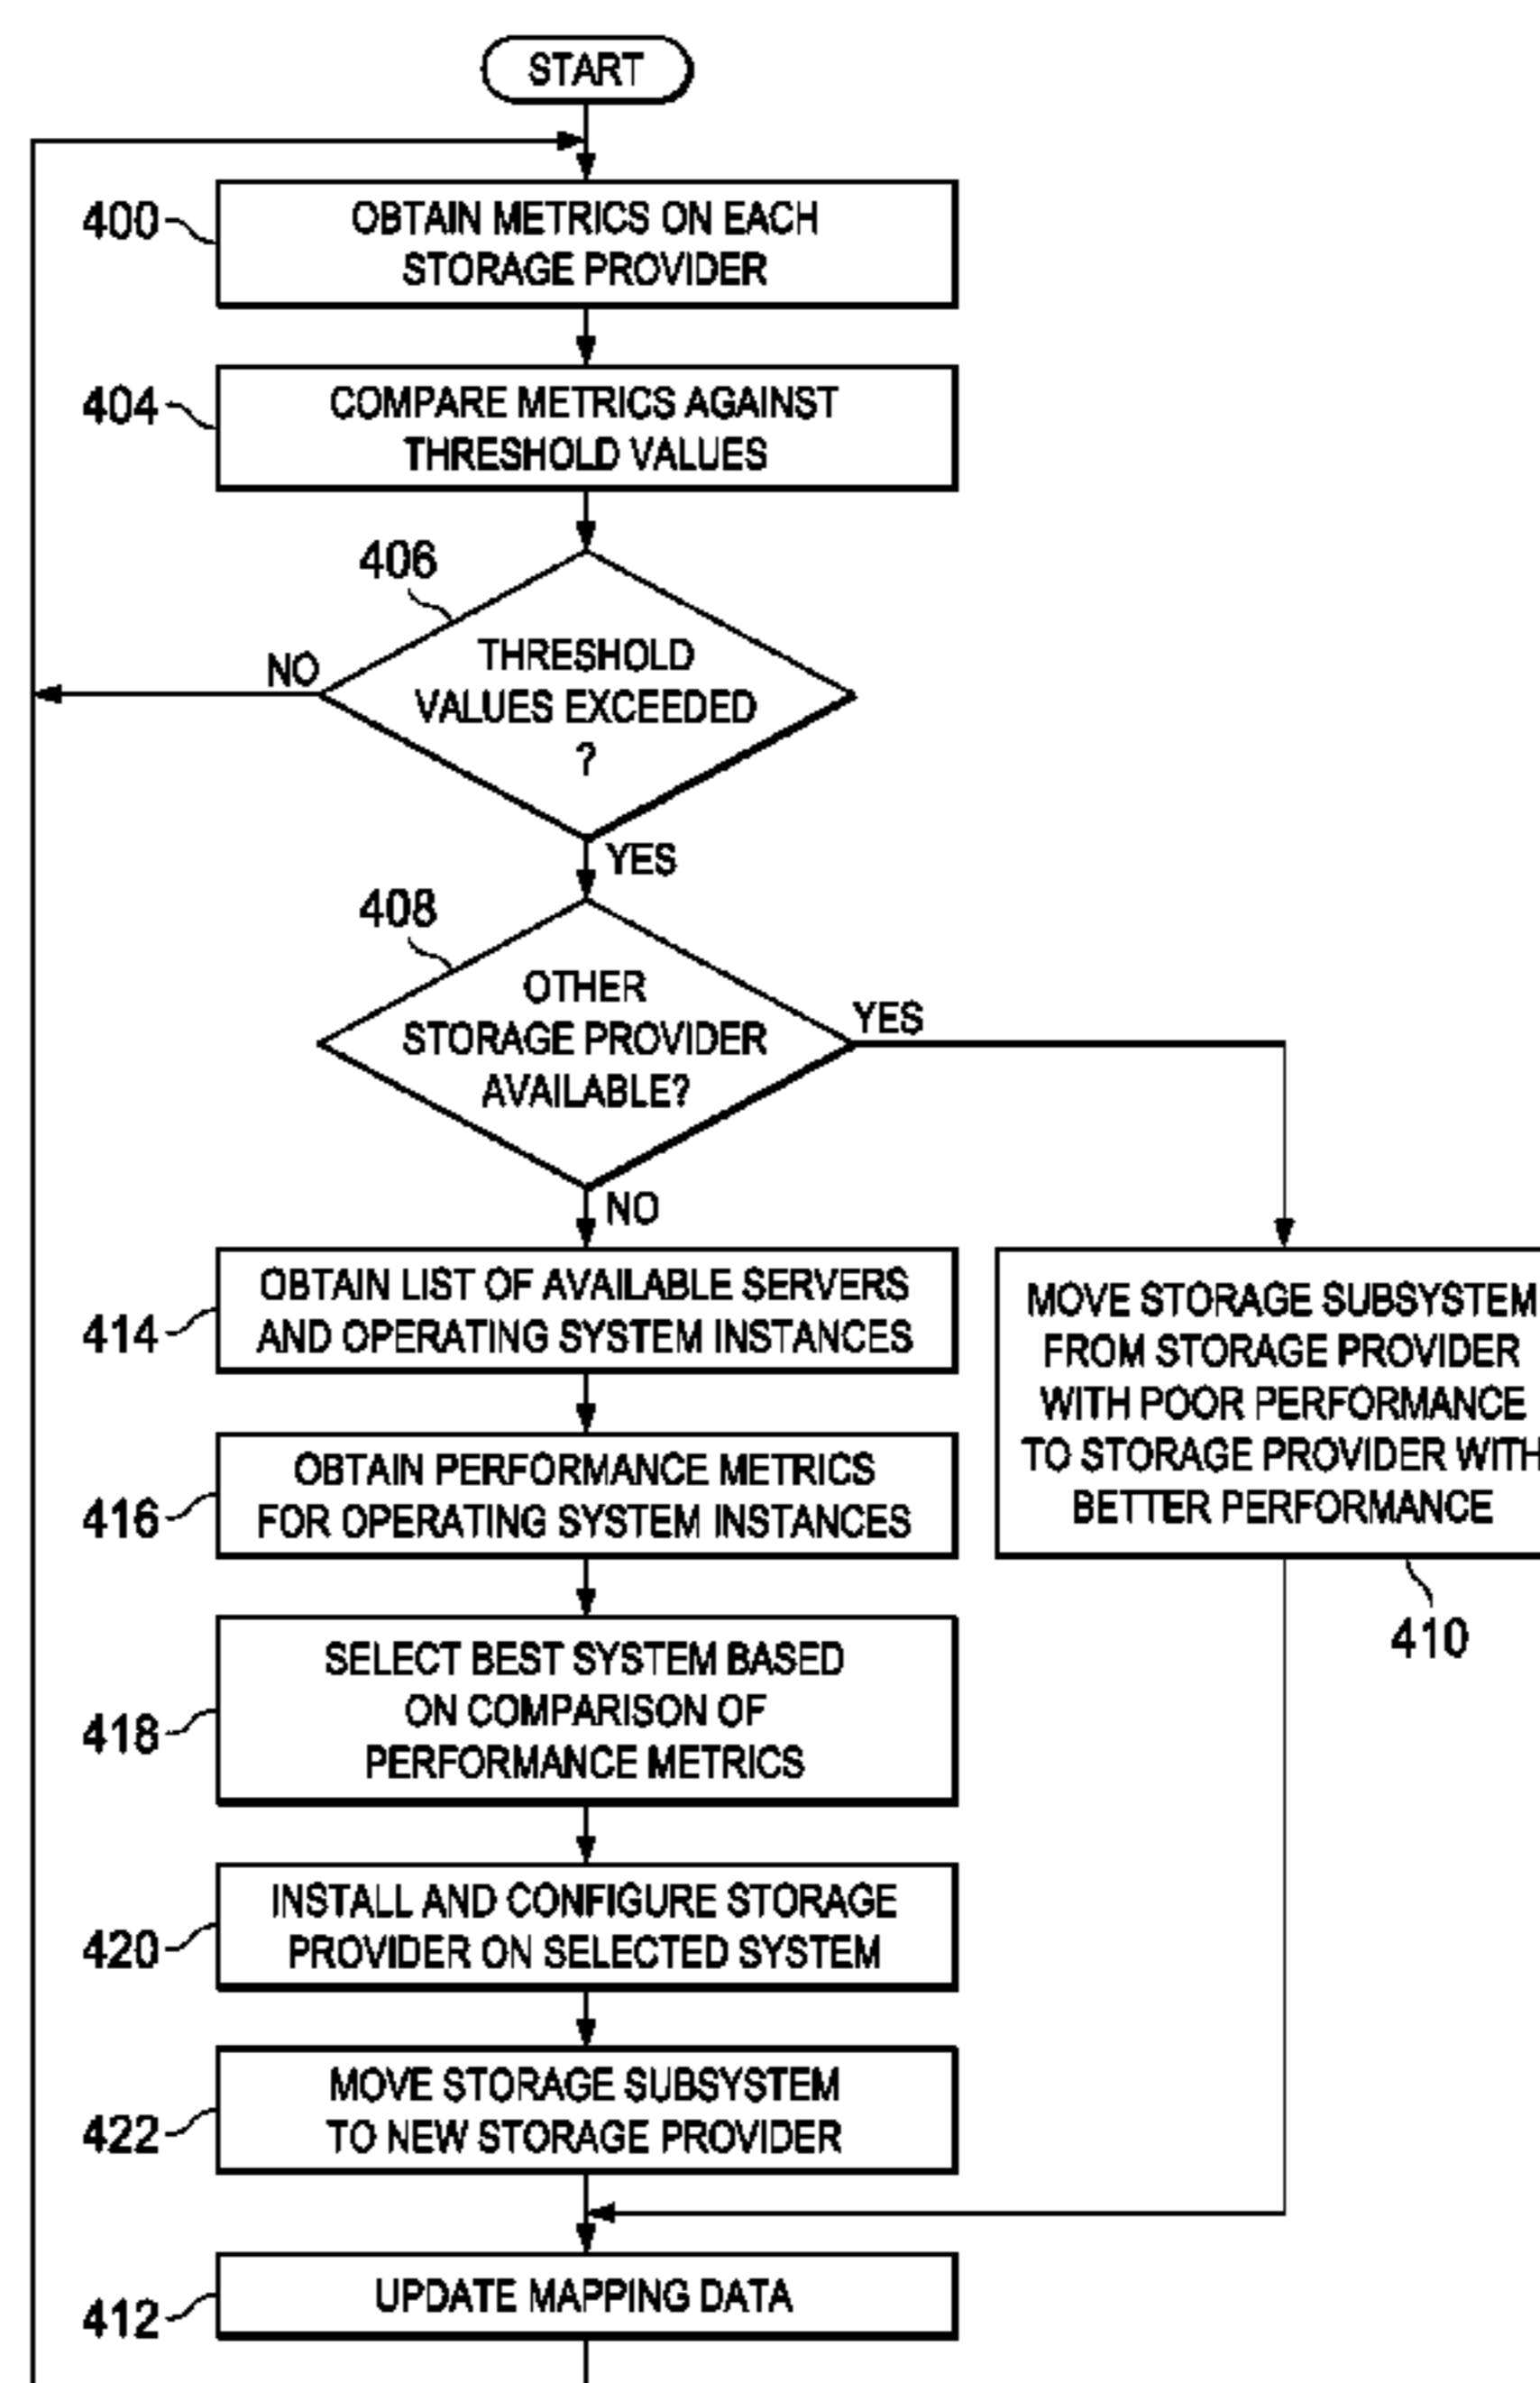 START
400
OBTAIN METRICS ON EACH
STORAGE PROVIDER
404
COMPARE METRICS AGAINST
THRESHOLD VALUES
406
THRESHOLD
VALUES EXCEEDED
?
NO
YES
408
OTHER
STORAGE PROVIDER
AVAILABLE?
YES
NO
414
OBTAIN LIST OF AVAILABLE SERVERS
AND OPERATING SYSTEM INSTANCES
MOVE STORAGE SUBSYSTEM
FROM STORAGE PROVIDER
WITH POOR PERFORMANCE
TO STORAGE PROVIDER WITH
BETTER PERFORMANCE
410
416
OBTAIN PERFORMANCE METRICS
FOR OPERATING SYSTEM INSTANCES
418
SELECT BEST SYSTEM BASED
ON COMPARISON OF
PERFORMANCE METRICS
420
INSTALL AND CONFIGURE STORAGE
PROVIDER ON SELECTED SYSTEM
422
MOVE STORAGE SUBSYSTEM
TO NEW STORAGE PROVIDER
412
UPDATE MAPPING DATA